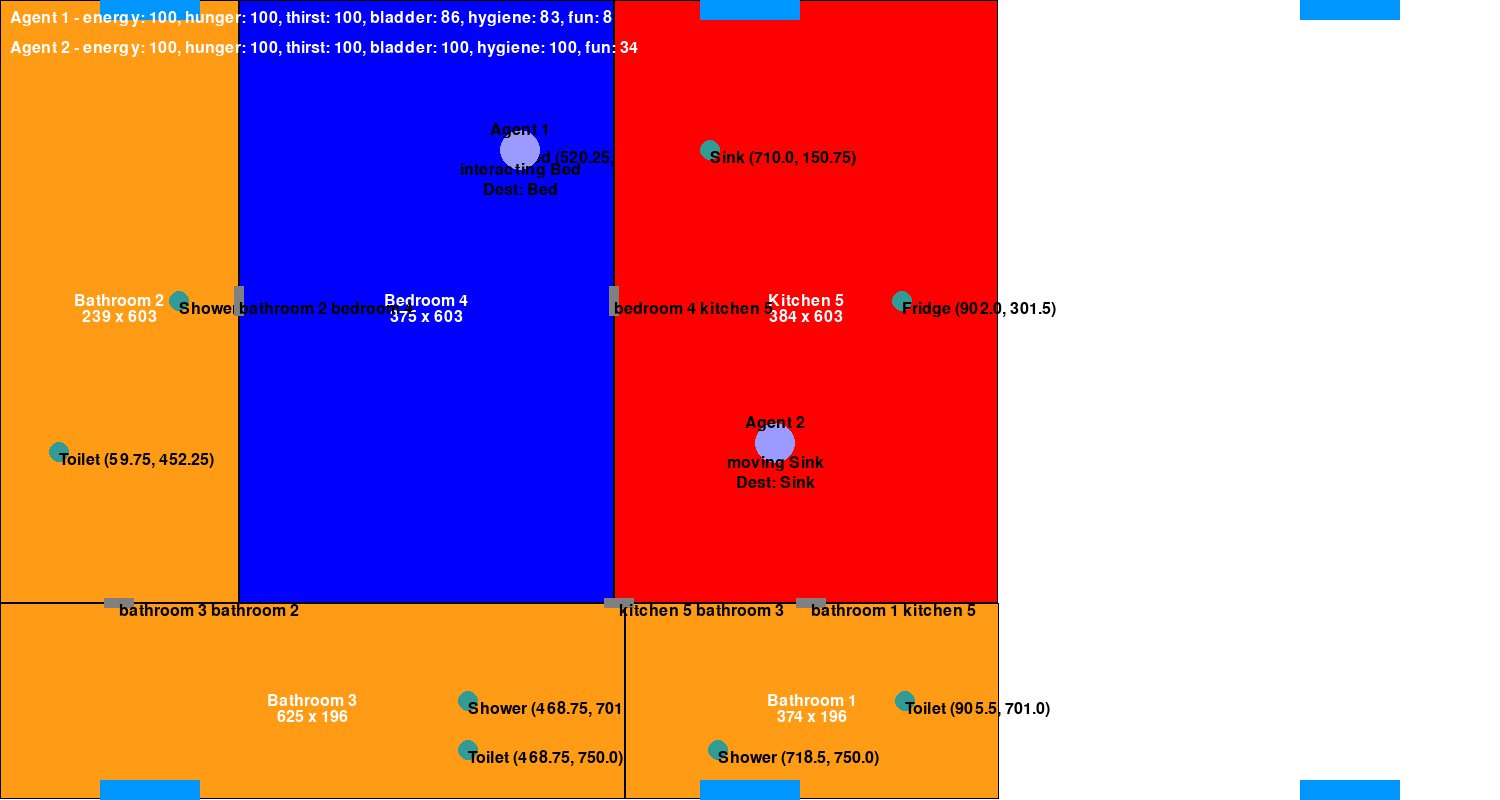 Agent 1 - energy: 100, hunger: 100, thirst: 100, bladder: 86, hygiene: 83, fun: 8
Agent 2 - energy: 100, hunger: 100, thirst: 100, bladder: 100, hygiene: 100, fun: 34
Agent 1
d (520.25,
interacting Bed
Dest: Bed
Sink (710.0, 150.75)
Bathroom 2
239 x 603
Shower
bathroom 2 bedroom
Bedroom 4
375 x 603
bedroom 4 kitchen 5
Kitchen 5
384 x 603
Fridge (902.0, 301.5)
Agent 2
moving Sink
Dest: Sink
Toilet (59.75, 452.25)
bathroom 3 bathroom 2
kitchen 5 bathroom 3
bathroom 1 kitchen 5
Bathroom 3
625 x 196
Shower (468.75, 701
Bathroom 1
374 x 196
Toilet (905.5, 701.0)
Toilet (468.75, 750.0)
Shower (718.5, 750.0)